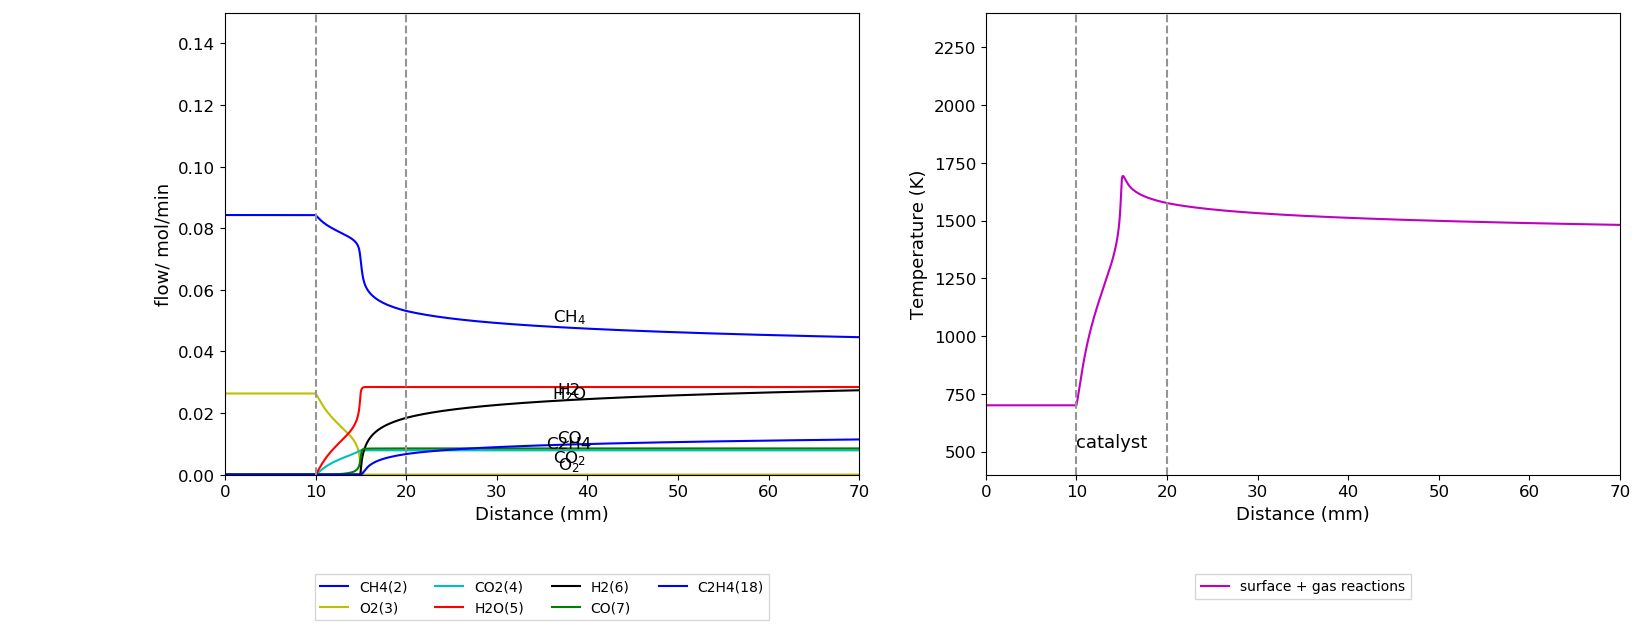 0.14
0.12
0.10
0.08
0.06
0.04
0.02
0.00
flow/ mol/min
CH4
H2
H2O
CO
C2H4
CO2
O2
0 10 20 30 40 50 60 70
Distance (mm)
CH4(2) CO2(4) H2(6) C2H4(18)
O2(3) H2O(5) CO(7)
2250
2000
1750
1500
1250
1000
750
500
Temperature (K)
catalyst
0 10 20 30 40 50 60 70
Distance (mm)
surface + gas reactions